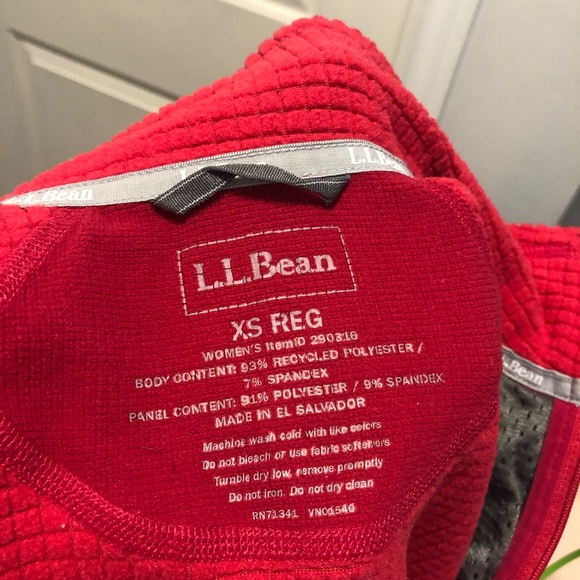 L.L.Bean
L.L.Bean
L.L.Bean
XS REG
WOMEN'S ItemID 290316
BODY CONTENT: 93% RECYCLED POLYESTER /
7% SPANDEX
PANEL CONTENT: 91% POLYESTER / 9% SPANDEX
MADE IN EL SALVADOR
Machine wash cold with like colors
Do not bleach or use fabric softeners
Tumble dry low, remove promptly
Do not iron. Do not dry clean
RN71341 VN01540
L.Bean